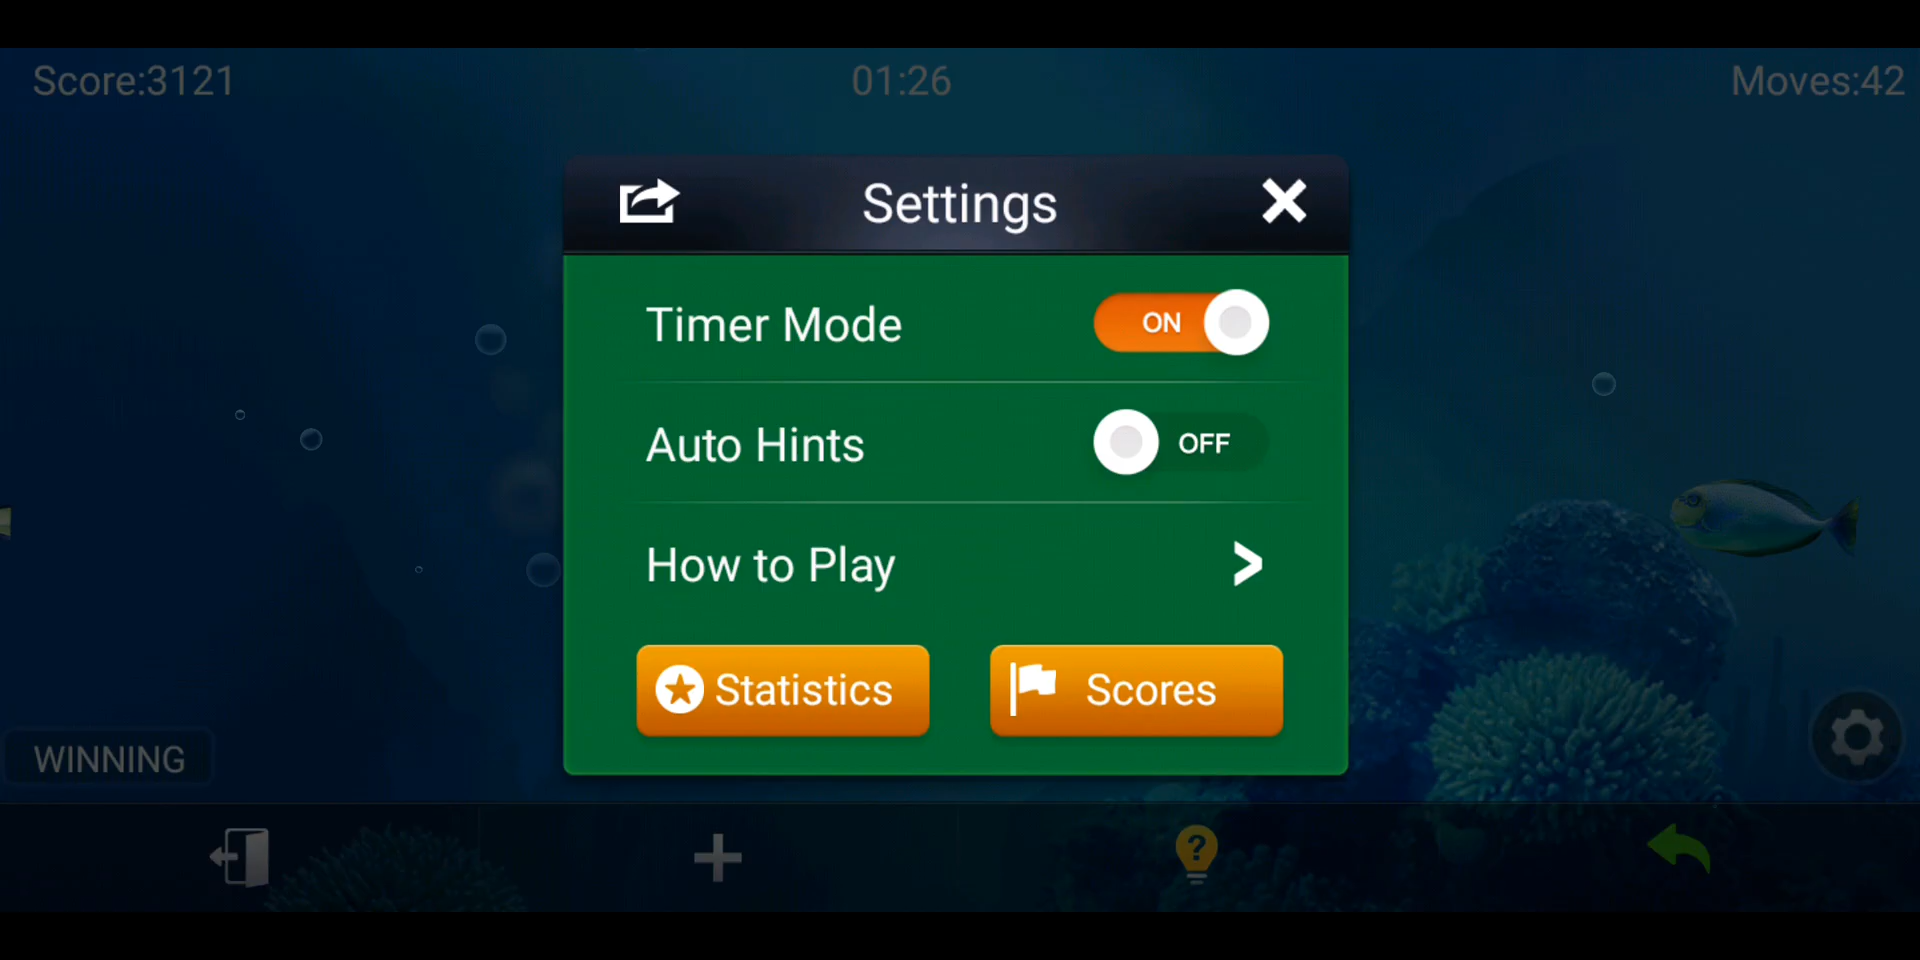 Score:3121
01:26
Moves:42
Settings
Timer Mode
ON
Auto Hints
OFF
How to Play
Statistics
Scores
WINNING
?